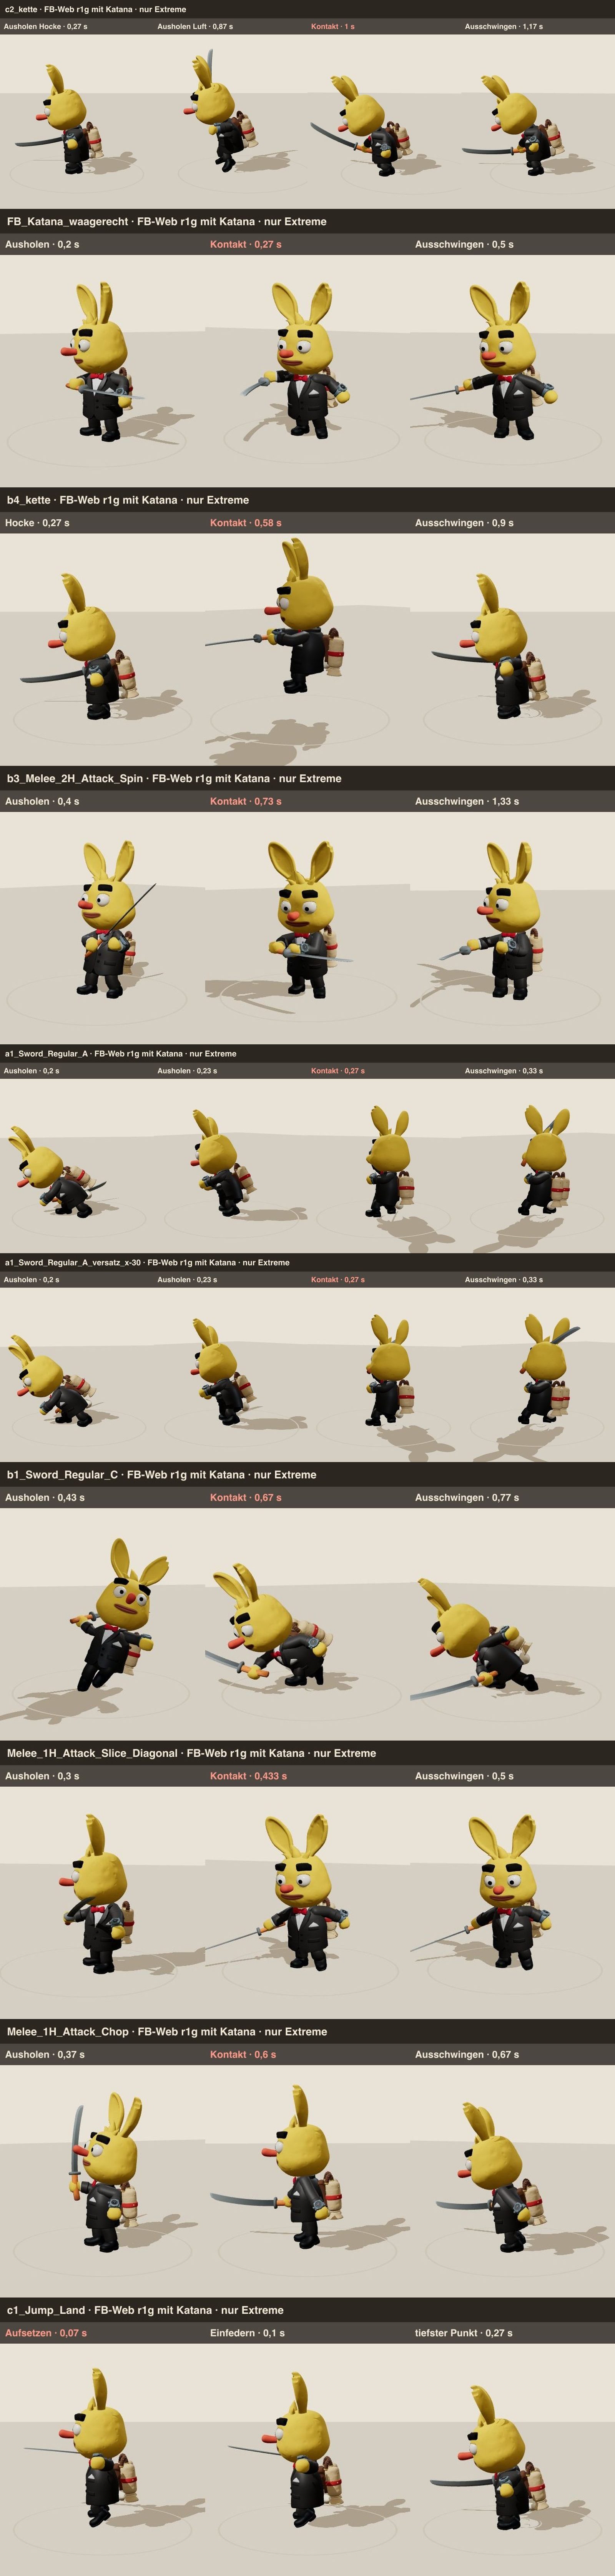 c2_kette · FB-Web r1g mit Katana · nur Extreme
Ausholen Hocke · 0,27 s Ausholen Luft · 0,87 s Kontakt · 1 s Ausschwingen · 1,17 s
FB_Katana_waagerecht · FB-Web r1g mit Katana · nur Extreme
Ausholen · 0,2 s Kontakt · 0,27 s Ausschwingen · 0,5 s
b4_kette · FB-Web r1g mit Katana · nur Extreme
Hocke · 0,27 s Kontakt · 0,58 s Ausschwingen · 0,9 s
b3_Melee_2H_Attack_Spin · FB-Web r1g mit Katana · nur Extreme
Ausholen · 0,4 s Kontakt · 0,73 s Ausschwingen · 1,33 s
a1_Sword_Regular_A · FB-Web r1g mit Katana · nur Extreme
Ausholen · 0,2 s Ausholen · 0,23 s Kontakt · 0,27 s Ausschwingen · 0,33 s
a1_Sword_Regular_A_versatz_x-30 · FB-Web r1g mit Katana · nur Extreme
Ausholen · 0,2 s Ausholen · 0,23 s Kontakt · 0,27 s Ausschwingen · 0,33 s
b1_Sword_Regular_C · FB-Web r1g mit Katana · nur Extreme
Ausholen · 0,43 s Kontakt · 0,67 s Ausschwingen · 0,77 s
Melee_1H_Attack_Slice_Diagonal · FB-Web r1g mit Katana · nur Extreme
Ausholen · 0,3 s Kontakt · 0,433 s Ausschwingen · 0,5 s
Melee_1H_Attack_Chop · FB-Web r1g mit Katana · nur Extreme
Ausholen · 0,37 s Kontakt · 0,6 s Ausschwingen · 0,67 s
c1_Jump_Land · FB-Web r1g mit Katana · nur Extreme
Aufsetzen · 0,07 s Einfedern · 0,1 s tiefster Punkt · 0,27 s